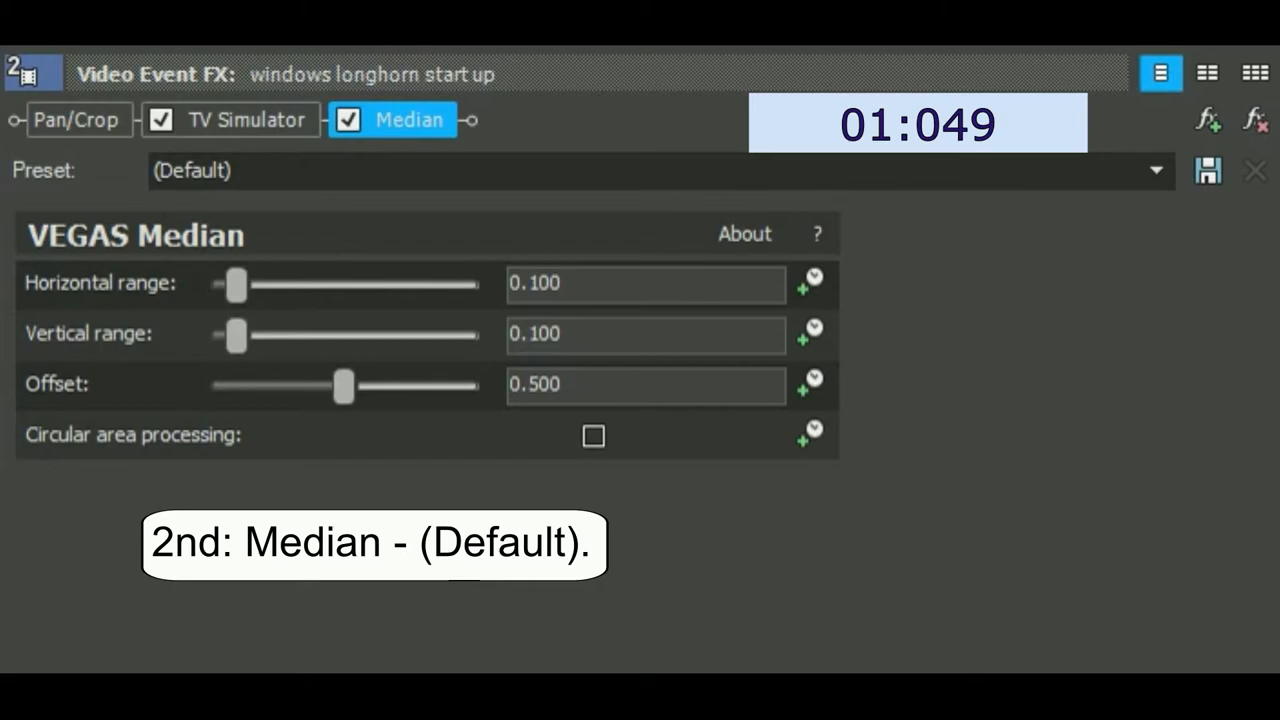 2
Video Event FX: windows longhorn start up
Pan/Crop TV Simulator Median
01:049
Preset: (Default)
VEGAS Median About ?
Horizontal range: 0.100
Vertical range: 0.100
Offset: 0.500
Circular area processing:
2nd: Median - (Default).